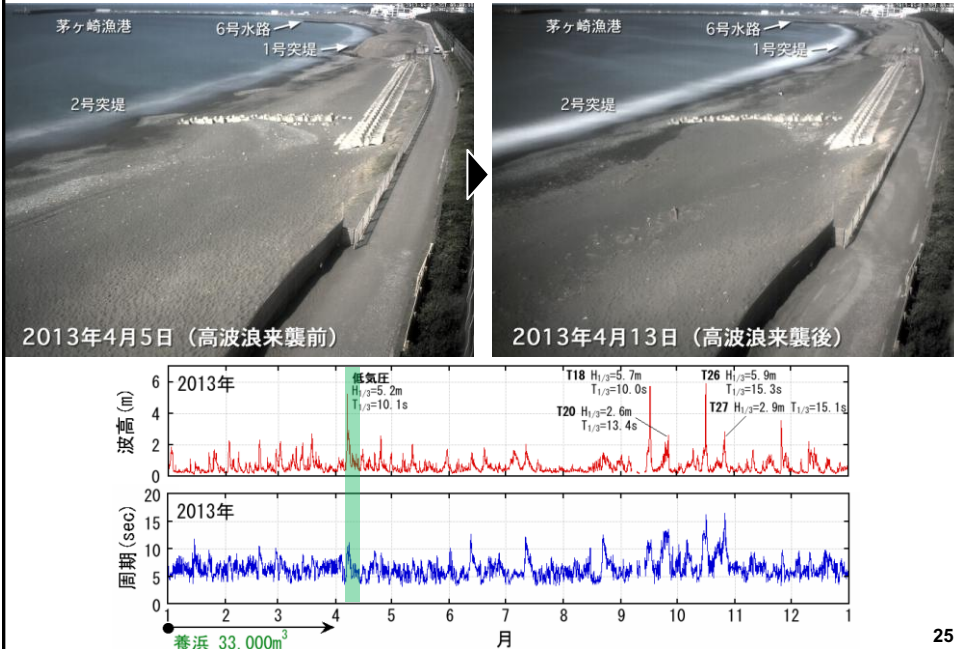 茅ヶ崎漁港
6号水路
1号突堤
2号突堤
2013年4月5日（高波浪来襲前）
茅ヶ崎漁港
6号水路
1号突堤
2号突堤
2013年4月13日（高波浪来襲後）
2013年
波高(m)
6
4
2
0
低気圧
H1/3=5.2m
T1/3=10.1s
T18 H1/3=5.7m
T1/3=10.0s
T20 H1/3=2.6m
T1/3=13.4s
T26 H1/3=5.9m
T1/3=15.3s
T27 H1/3=2.9m T1/3=15.1s
2013年
周期(sec)
20
15
10
5
0
1 2 3 4 5 6 7 8 9 10 11 12 1
月
養浜 33,000m³
25